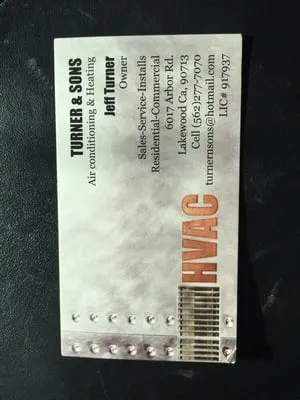 TURNER & SONS
Air conditioning & Heating
Jeff Turner
Owner
Sales-Service-Installs
Residential-Commercial
6017 Arbor Rd.
Lakewood Ca, 90713
Cell (562)277-7070
turnernsons@hotmail.com
LIC# 917937
HVAC